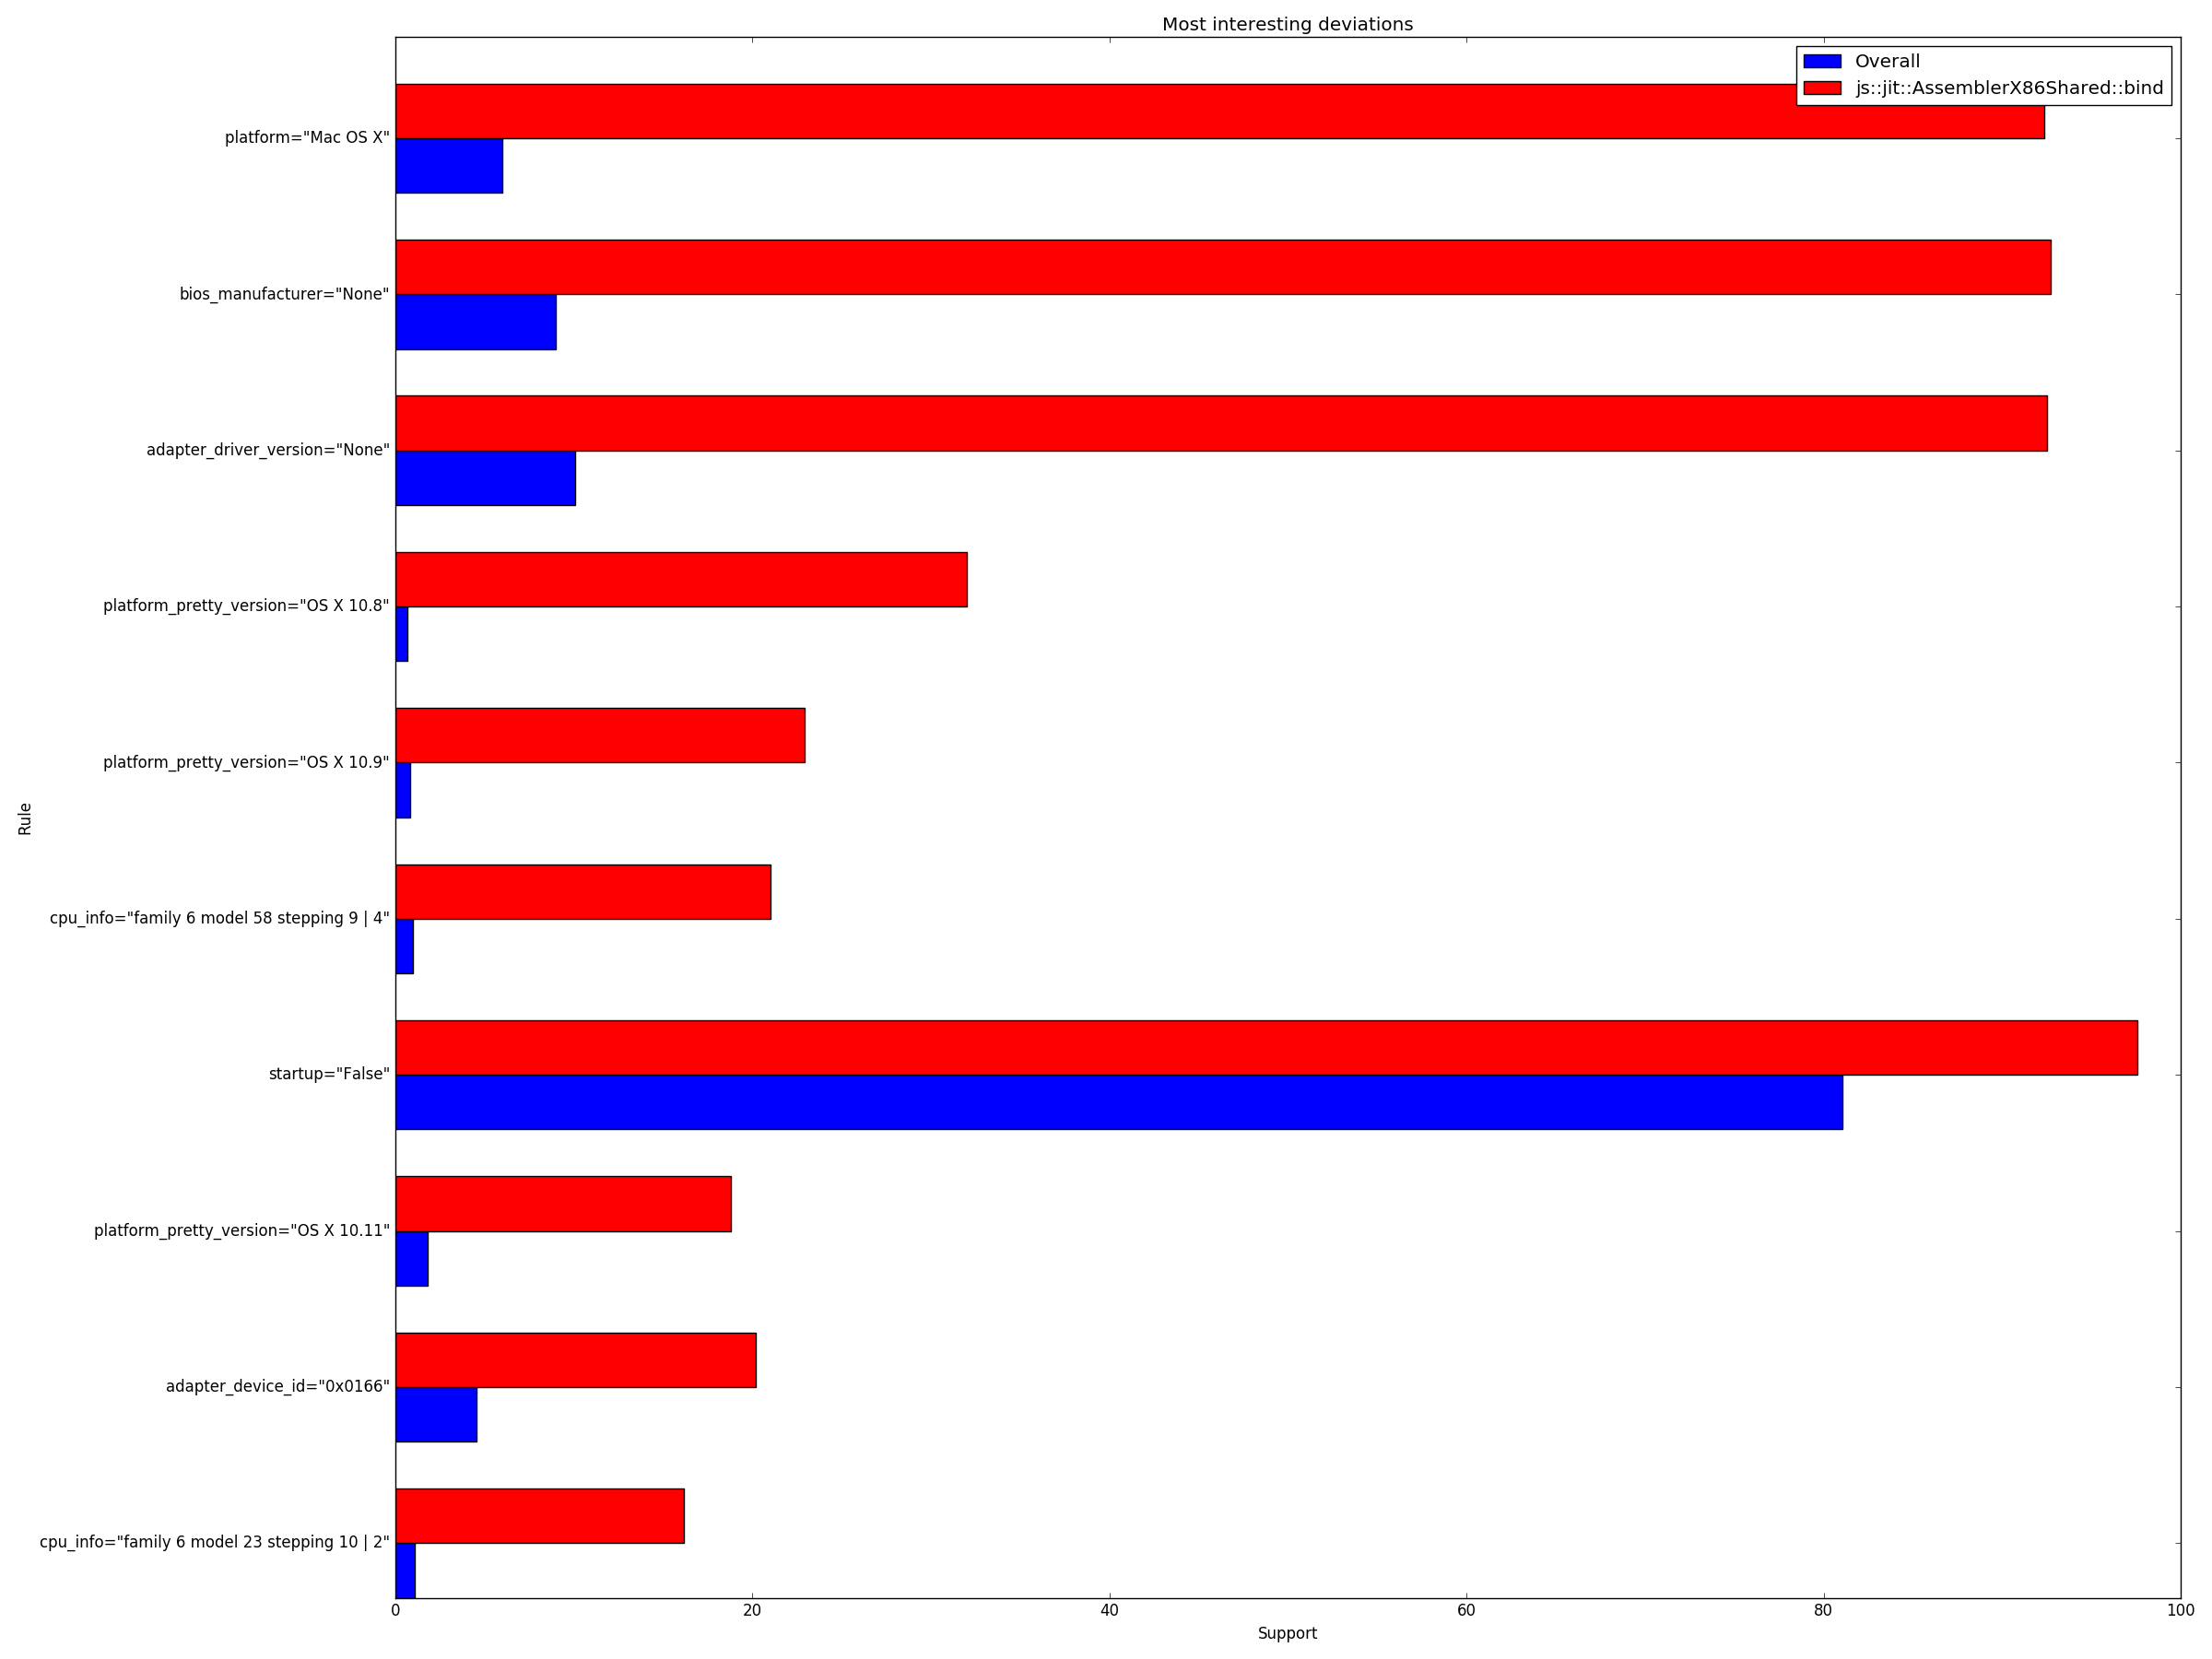 Most interesting deviations
Overall
js::jit::AssemblerX86Shared::bind
platform="Mac OS X"
bios_manufacturer="None"
adapter_driver_version="None"
platform_pretty_version="OS X 10.8"
platform_pretty_version="OS X 10.9"
Rule
cpu_info="family 6 model 58 stepping 9 | 4"
startup="False"
platform_pretty_version="OS X 10.11"
adapter_device_id="0x0166"
cpu_info="family 6 model 23 stepping 10 | 2"
0 20 40 60 80 100
Support